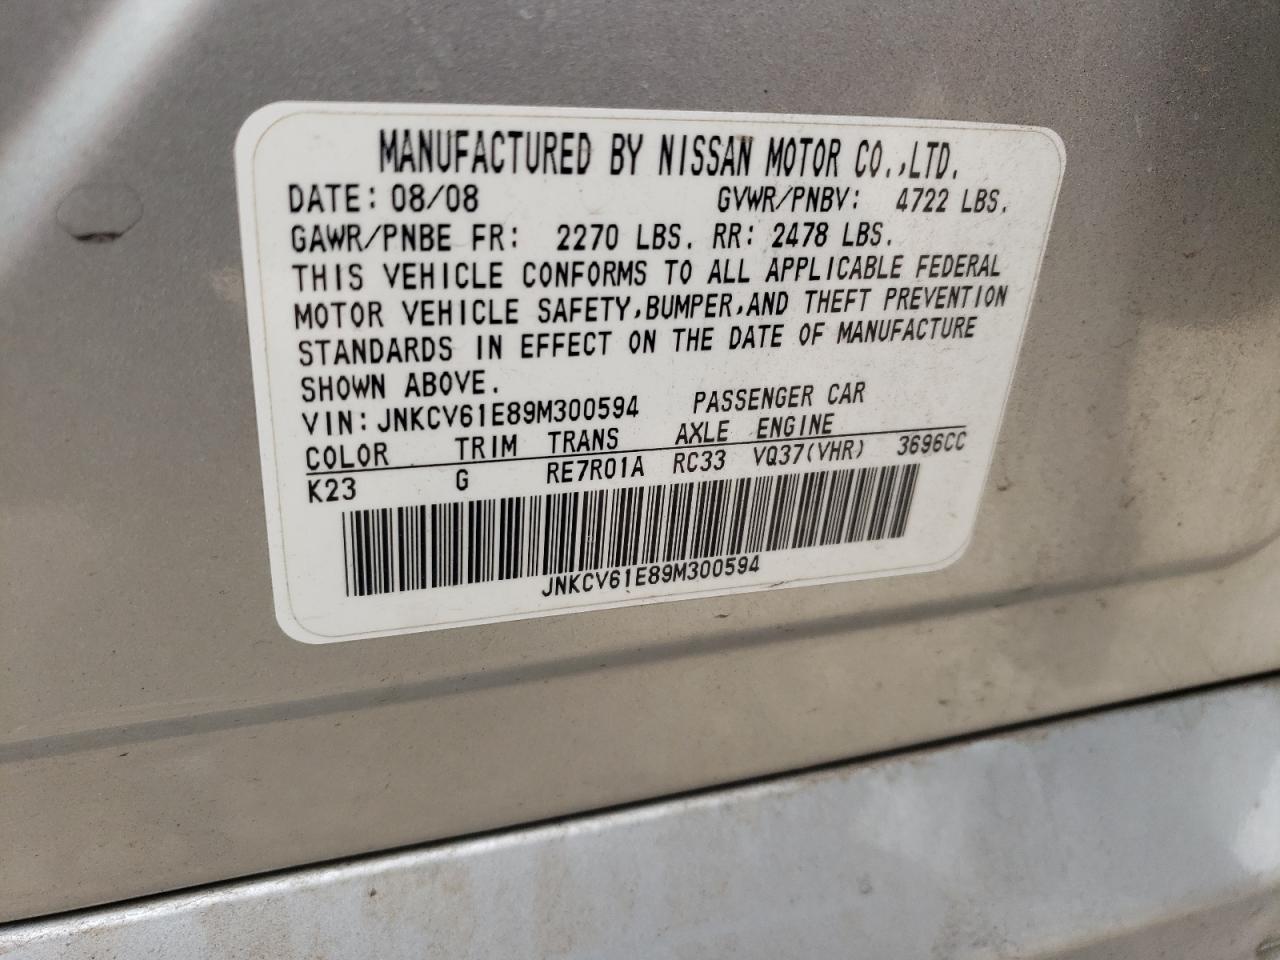 MANUFACTURED BY NISSAN MOTOR CO.,LTD.
DATE: 08/08 GVWR/PNBV: 4722 LBS.
GAWR/PNBE FR: 2270 LBS. RR: 2478 LBS.
THIS VEHICLE CONFORMS TO ALL APPLICABLE FEDERAL
MOTOR VEHICLE SAFETY,BUMPER,AND THEFT PREVENTION
STANDARDS IN EFFECT ON THE DATE OF MANUFACTURE
SHOWN ABOVE.
VIN:JNKCV61E89M300594 PASSENGER CAR
COLOR TRIM TRANS AXLE ENGINE
K23 G RE7R01A RC33 VQ37(VHR) 3696CC
JNKCV61E89M300594